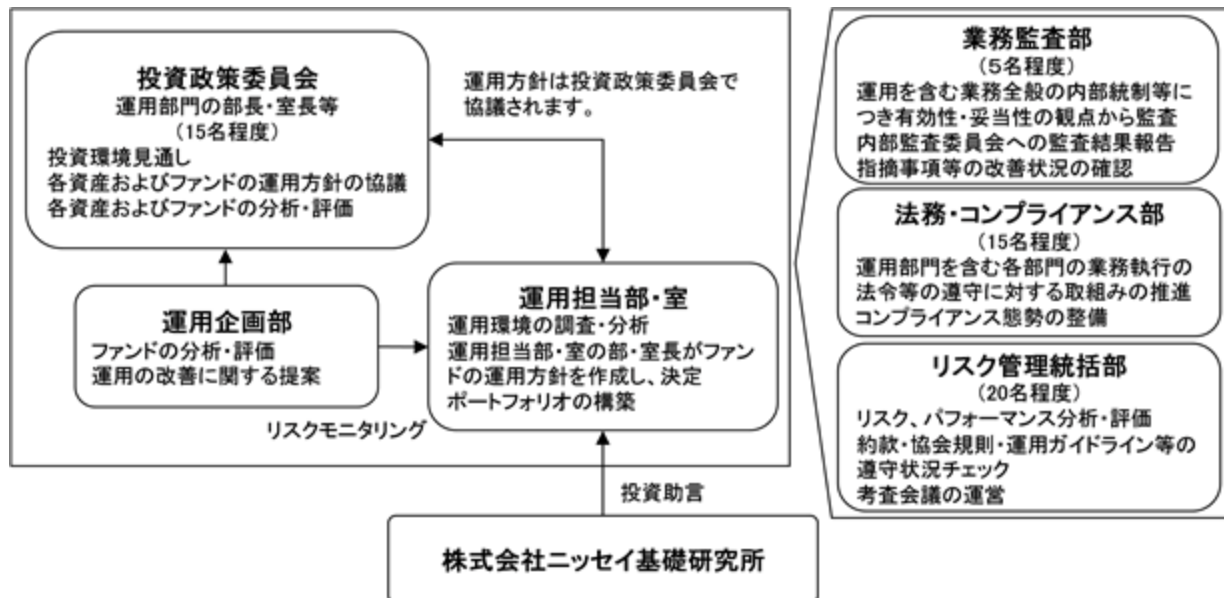 投資政策委員会
運用部門の部長・室長等
(15名程度)
投資環境見通し
各資産およびファンドの運用方針の協議
各資産およびファンドの分析・評価
運用方針は投資政策委員会で
協議されます。
運用企画部
ファンドの分析・評価
運用の改善に関する提案
リスクモニタリング
運用担当部・室
運用環境の調査・分析
運用担当部・室の部・室長がファン
ドの運用方針を作成し、決定
ポートフォリオの構築
投資助言
株式会社ニッセイ基礎研究所
業務監査部
(5名程度)
運用を含む業務全般の内部統制等に
つき有効性・妥当性の観点から監査
内部監査委員会への監査結果報告
指摘事項等の改善状況の確認
法務・コンプライアンス部
(15名程度)
運用部門を含む各部門の業務執行の
法令等の遵守に対する取組みの推進
コンプライアンス態勢の整備
リスク管理統括部
(20名程度)
リスク、パフォーマンス分析・評価
約款・協会規則・運用ガイドライン等の
遵守状況チェック
考査会議の運営